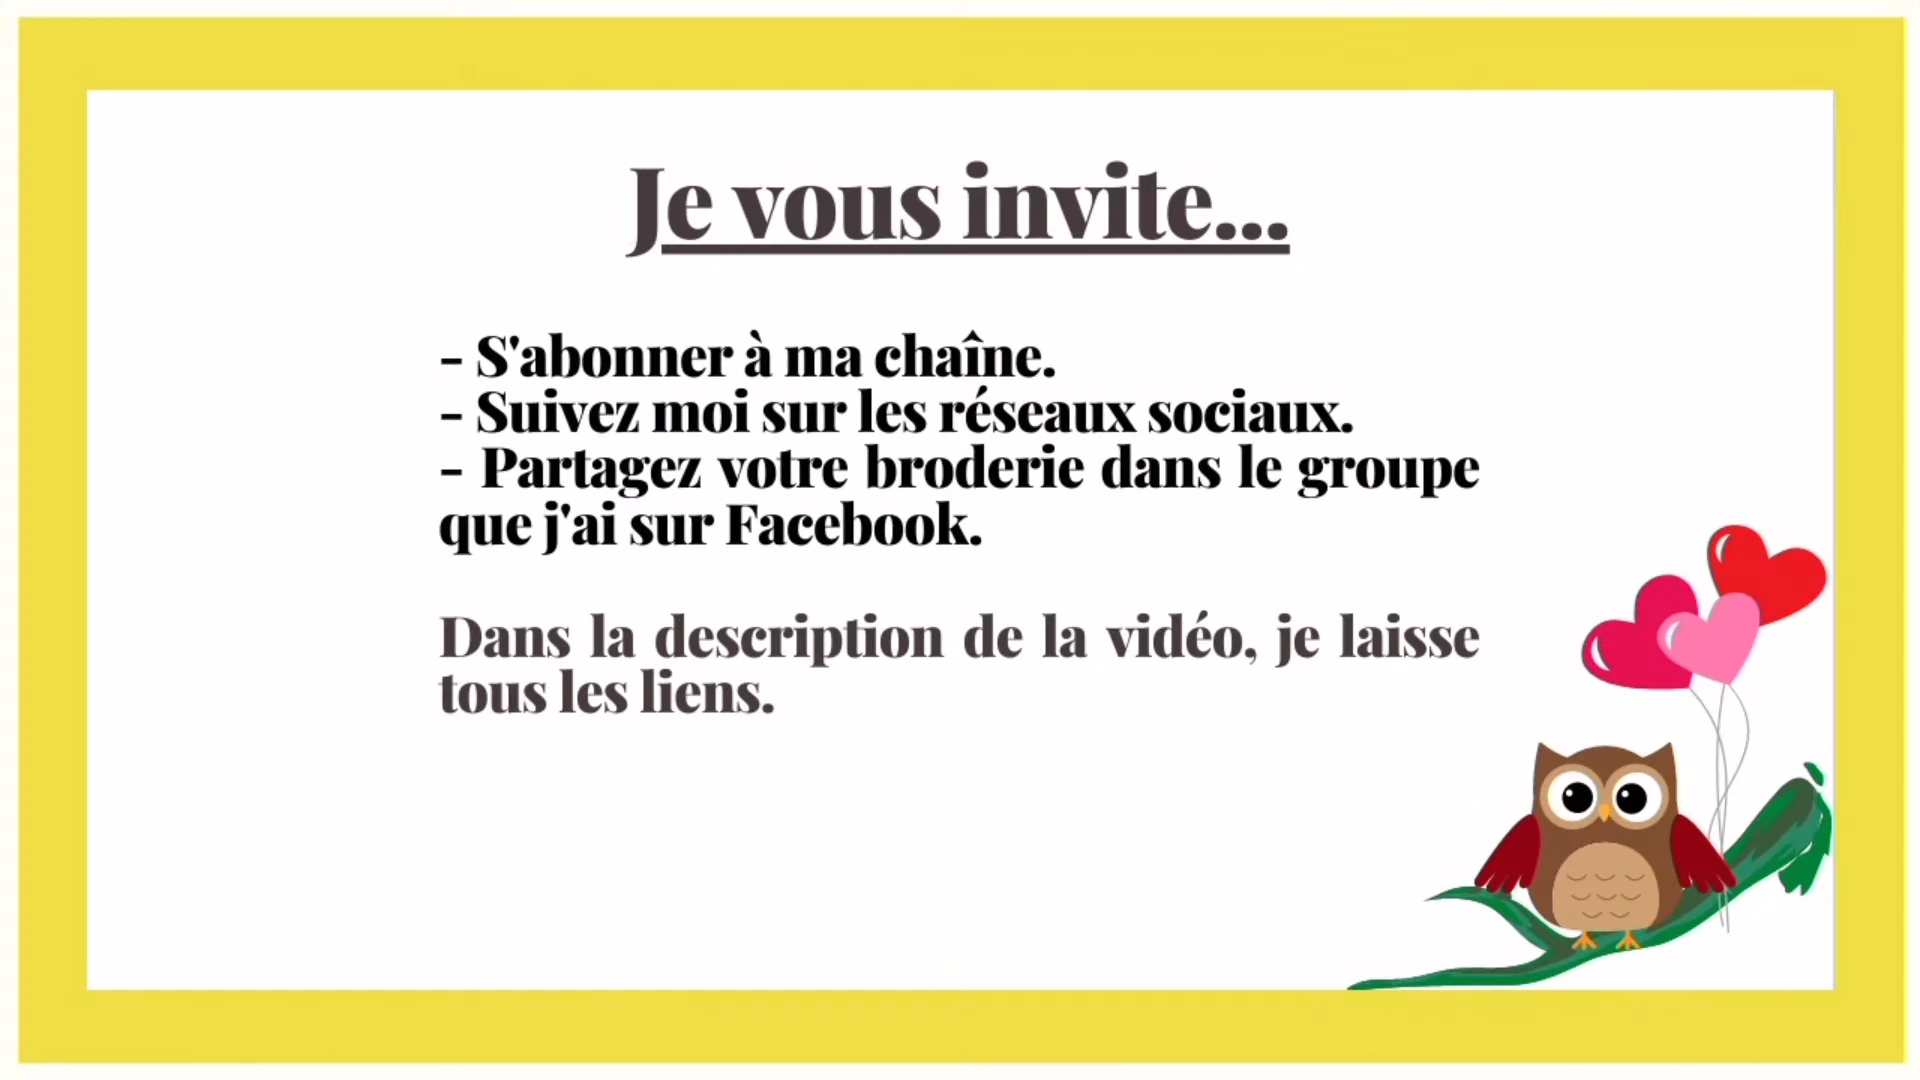 Je vous invite...
- S'abonner à ma chaîne.
- Suivez moi sur les réseaux sociaux.
- Partagez votre broderie dans le groupe
que j'ai sur Facebook.
Dans la description de la vidéo, je laisse
tous les liens.